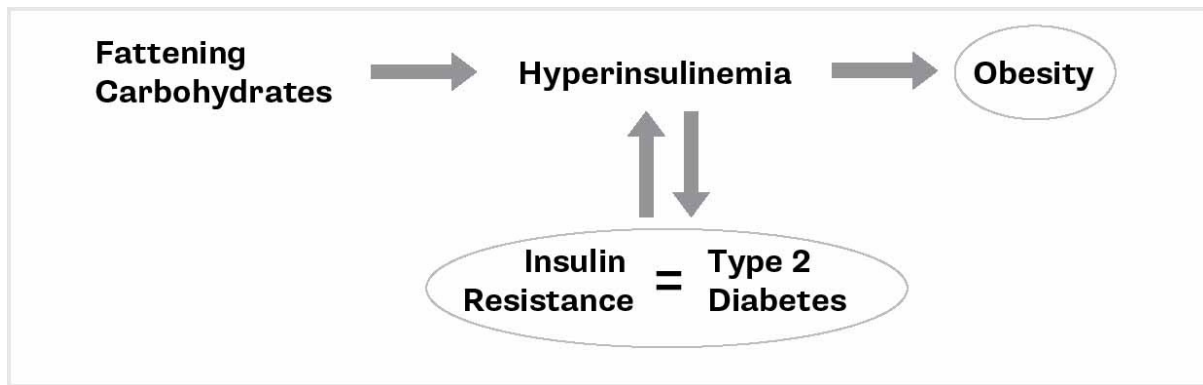 Fattening
Carbohydrates
Hyperinsulinemia
Obesity
Insulin
Resistance
=
Type 2
Diabetes